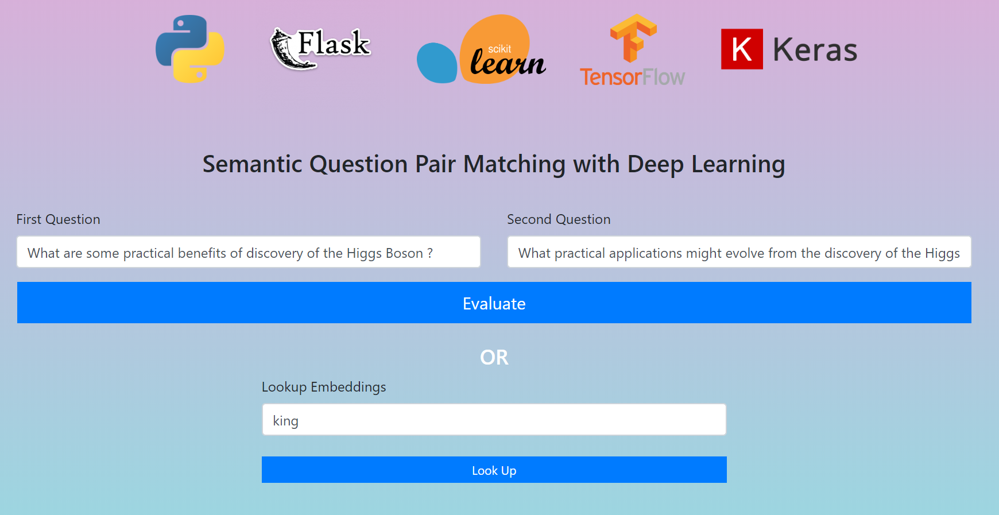 Flask
scikit
learn
TensorFlow
K Keras
Semantic Question Pair Matching with Deep Learning
First Question
Second Question
What are some practical benefits of discovery of the Higgs Boson ?
What practical applications might evolve from the discovery of the Higgs
Evaluate
OR
Lookup Embeddings
king
Look Up